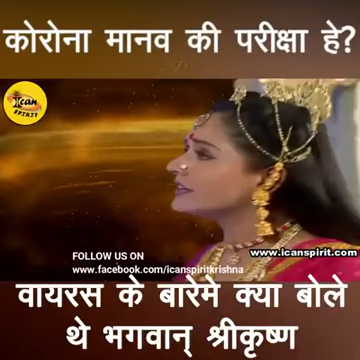 कोरोना मानव की परीक्षा हे?
ican
SPIRIT
www.icanspirit.com
FOLLOW US ON
www.facebook.com/icanspiritkrishna
वायरस के बारेमे क्या बोले
थे भगवान् श्रीकृष्ण